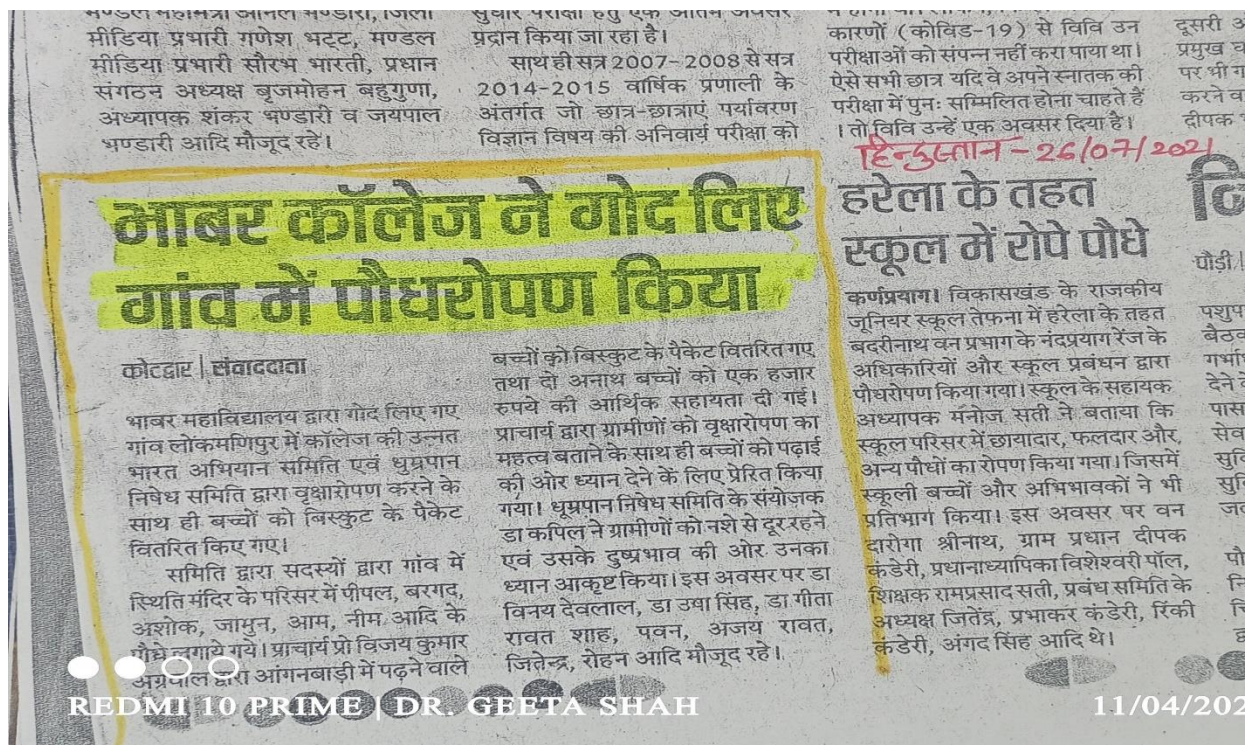 मीडिया प्रभारी गणेश भट्ट, मण्डल
मीडिया प्रभारी सौरभ भारती, प्रधान
संगठन अध्यक्ष बृजमोहन बहुगुणा,
अध्यापक शंकर भण्डारी व जयपाल
भण्डारी आदि मौजूद रहे।
सुधार परीक्षा हेतु एक अंतिम अवसर
प्रदान किया जा रहा है।
साथ ही सत्र 2007-2008 से सत्र
2014-2015 वार्षिक प्रणाली के
अंतर्गत जो छात्र-छात्राएं पर्यावरण
विज्ञान विषय की अनिवार्य परीक्षा को
कारणों (कोविड-19) से विवि उन
परीक्षाओं को संपन्न नहीं करा पाया था।
ऐसे सभी छात्र यदि वे अपने स्नातक की
परीक्षा में पुनः सम्मिलित होना चाहते हैं
। तो विवि उन्हें एक अवसर दिया है।
दूसरी
प्रमुख
पर भी
करने
दीपक
हिन्दुस्तान - 26/07/2021
भाबर कॉलेज ने गोद लिए
गांव में पौधरोपण किया
कोटद्वार | संवाददाता
भाबर महाविद्यालय द्वारा गोद लिए गए
गांव लोकमणिपुर में कॉलेज की उन्नत
भारत अभियान समिति एवं धूम्रपान
निषेध समिति द्वारा वृक्षारोपण करने के
साथ ही बच्चों को बिस्कुट के पैकेट
वितरित किए गए।
समिति द्वारा सदस्यों द्वारा गांव में
स्थिति मंदिर के परिसर में पीपल, बरगद,
अशोक, जामुन, आम, नीम आदि के
पौधे लगाये गये। प्राचार्य प्रो विजय कुमार
अग्रवाल द्वारा आंगनबाड़ी में पढ़ने वाले
बच्चों को बिस्कुट के पैकेट वितरित गए
तथा दो अनाथ बच्चों को एक हजार
रुपये की आर्थिक सहायता दी गई।
प्राचार्य द्वारा ग्रामीणों को वृक्षारोपण का
महत्व बताने के साथ ही बच्चों को पढ़ाई
की ओर ध्यान देने के लिए प्रेरित किया
गया। धूम्रपान निषेध समिति के संयोजक
डा कपिल ने ग्रामीणों को नशे से दूर रहने
एवं उसके दुष्प्रभाव की ओर उनका
ध्यान आकृष्ट किया। इस अवसर पर डा
विनय देवलाल, डा उषा सिंह, डा गीता
रावत शाह, पवन, अजय रावत,
जितेन्द्र, रोहन आदि मौजूद रहे।
हरेला के तहत
स्कूल में रोपे पौधे
कर्णप्रयाग। विकासखंड के राजकीय
जूनियर स्कूल तेफना में हरेला के तहत
बदरीनाथ वन प्रभाग के नंदप्रयाग रेंज के
अधिकारियों और स्कूल प्रबंधन द्वारा
पौधरोपण किया गया। स्कूल के सहायक
अध्यापक मनोज सती ने बताया कि
स्कूल परिसर में छायादार, फलदार और,
अन्य पौधों का रोपण किया गया। जिसमें
स्कूली बच्चों और अभिभावकों ने भी
प्रतिभाग किया। इस अवसर पर वन
दारोगा श्रीनाथ, ग्राम प्रधान दीपक
कंडेरी, प्रधानाध्यापिका विशेश्वरी पॉल,
शिक्षक रामप्रसाद सती, प्रबंध समिति के
अध्यक्ष जितेंद्र, प्रभाकर कंडेरी, रिंकी
कंडेरी, अंगद सिंह आदि थे।
पौड़ी।
REDMI 10 PRIME | DR. GEETA SHAH
11/04/202